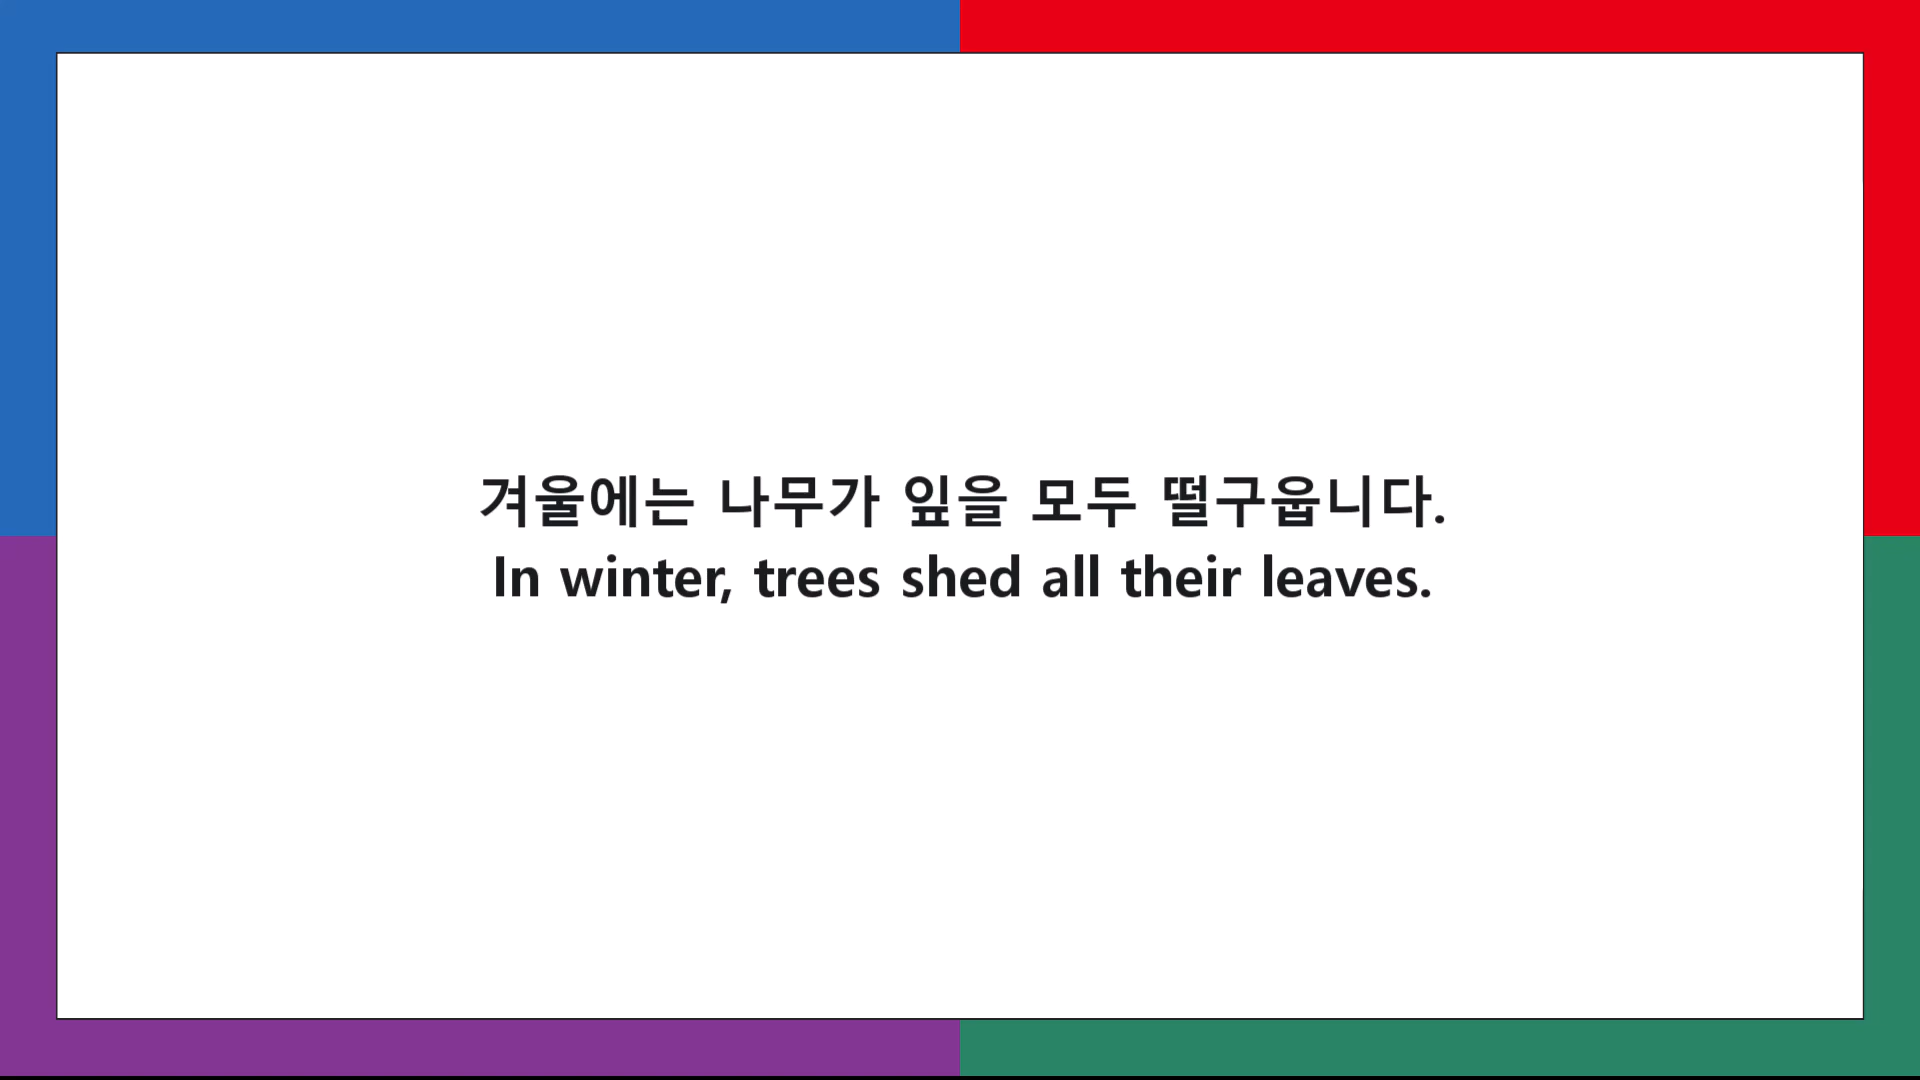 겨울에는 나무가 잎을 모두 떨구웁니다.
In winter, trees shed all their leaves.